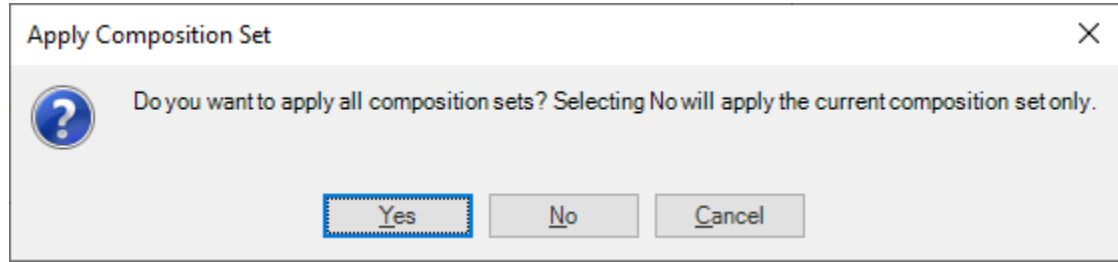 Apply Composition Set
Do you want to apply all composition sets? Selecting No will apply the current composition set only.
Yes
No
Cancel